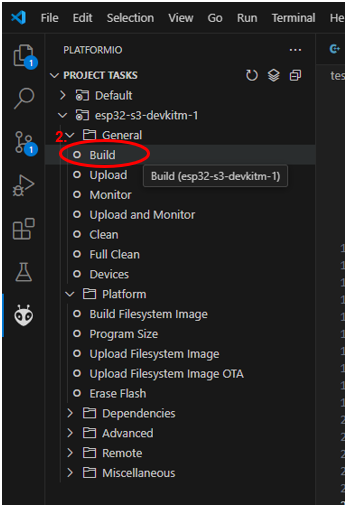 File Edit Selection View Go Run Terminal H
PLATFORMIO
PROJECT TASKS
tes
Default
esp32-s3-devkitm-1
2.
General
Build
Upload
Build (esp32-s3-devkitm-1)
Monitor
Upload and Monitor
Clean
Full Clean
Devices
Platform
Build Filesystem Image
Program Size
Upload Filesystem Image
Upload Filesystem Image OTA
Erase Flash
Dependencies
Advanced
Remote
Miscellaneous
1
1